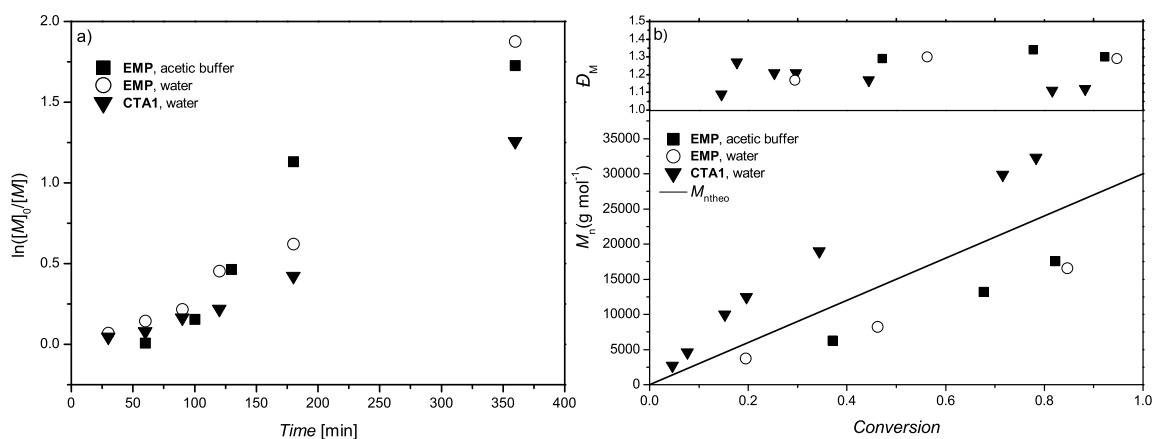 a)
EMP, acetic buffer
EMP, water
CTA1, water
ln([M]0/[M])
2.0
1.5
1.0
0.5
0.0
0 50 100 150 200 250 300 350 400
Time [min]
b)
ĐM
1.5
1.4
1.3
1.2
1.1
1.0
EMP, acetic buffer
EMP, water
CTA1, water
Mntheo
Mn(g mol-1)
35000
30000
25000
20000
15000
10000
5000
0
0.0 0.2 0.4 0.6 0.8 1.0
Conversion